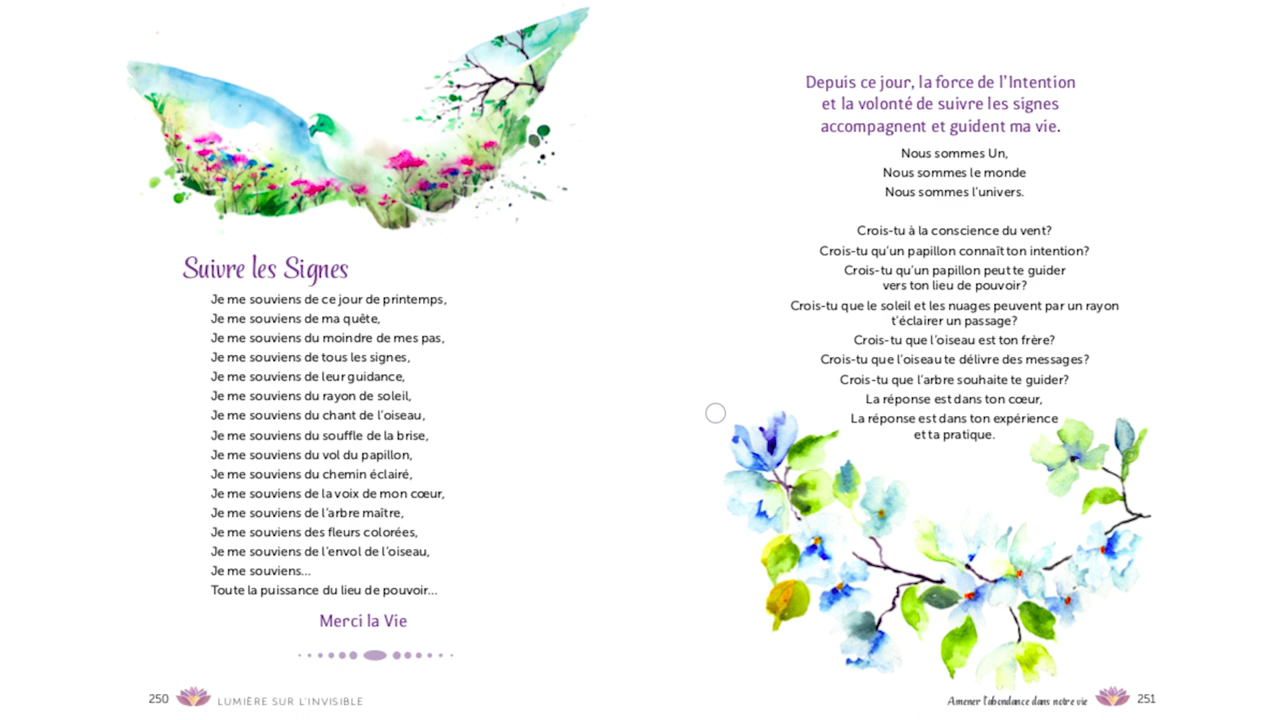 Suivre les Signes
Je me souviens de ce jour de printemps,
Je me souviens de ma quête,
Je me souviens du moindre de mes pas,
Je me souviens de tous les signes,
Je me souviens de leur guidance,
Je me souviens du rayon de soleil,
Je me souviens du chant de l'oiseau,
Je me souviens du souffle de la brise,
Je me souviens du vol du papillon,
Je me souviens du chemin éclairé,
Je me souviens de la voix de mon cœur,
Je me souviens de l'arbre maître,
Je me souviens des fleurs colorées,
Je me souviens de l'envol de l'oiseau,
Je me souviens...
Toute la puissance du lieu de pouvoir...
Merci la Vie
250 LUMIÈRE SUR L'INVISIBLE
Depuis ce jour, la force de l'Intention
et la volonté de suivre les signes
accompagnent et guident ma vie.
Nous sommes Un,
Nous sommes le monde
Nous sommes l'univers.
Crois-tu à la conscience du vent?
Crois-tu qu'un papillon connaît ton intention?
Crois-tu qu'un papillon peut te guider
vers ton lieu de pouvoir?
Crois-tu que le soleil et les nuages peuvent par un rayon
t'éclairer un passage?
Crois-tu que l'oiseau est ton frère?
Crois-tu que l'oiseau te délivre des messages?
Crois-tu que l'arbre souhaite te guider?
La réponse est dans ton cœur,
La réponse est dans ton expérience
et ta pratique.
Amener l'abondance dans notre vie 251